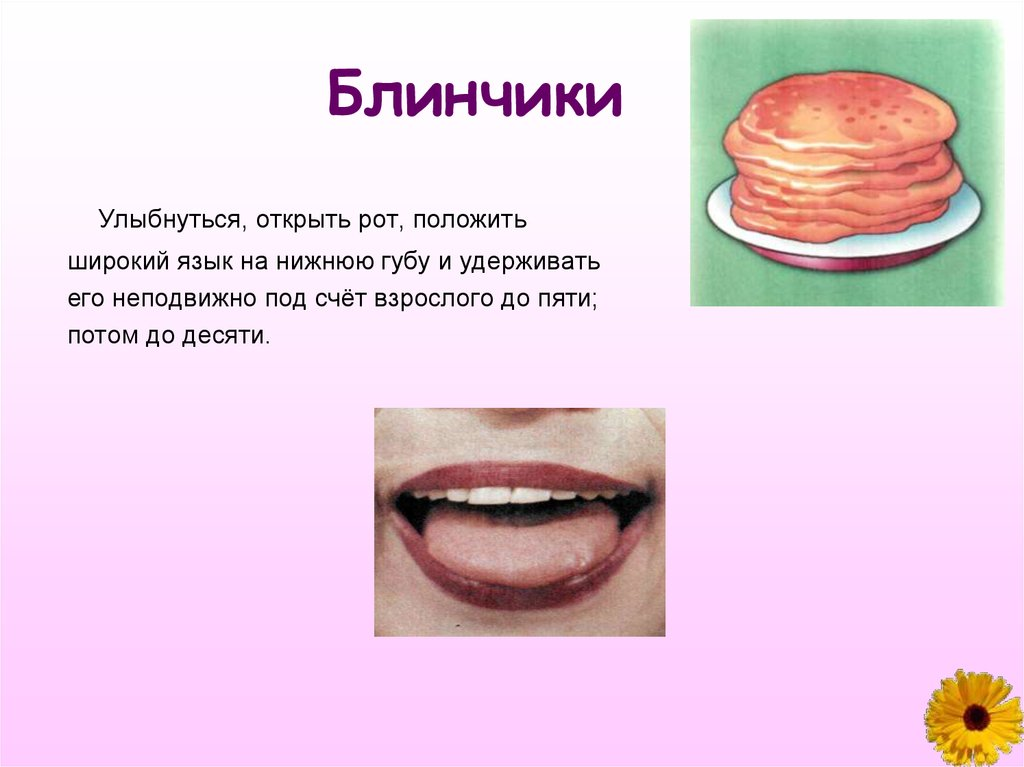 Блинчики
Улыбнуться, открыть рот, положить
широкий язык на нижнюю губу и удерживать
его неподвижно под счёт взрослого до пяти;
потом до десяти.